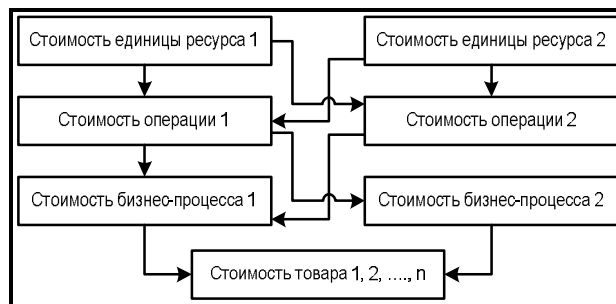 Стоимость единицы ресурса 1
Стоимость единицы ресурса 2
Стоимость операции 1
Стоимость операции 2
Стоимость бизнес-процесса 1
Стоимость бизнес-процесса 2
Стоимость товара 1, 2, ...., n